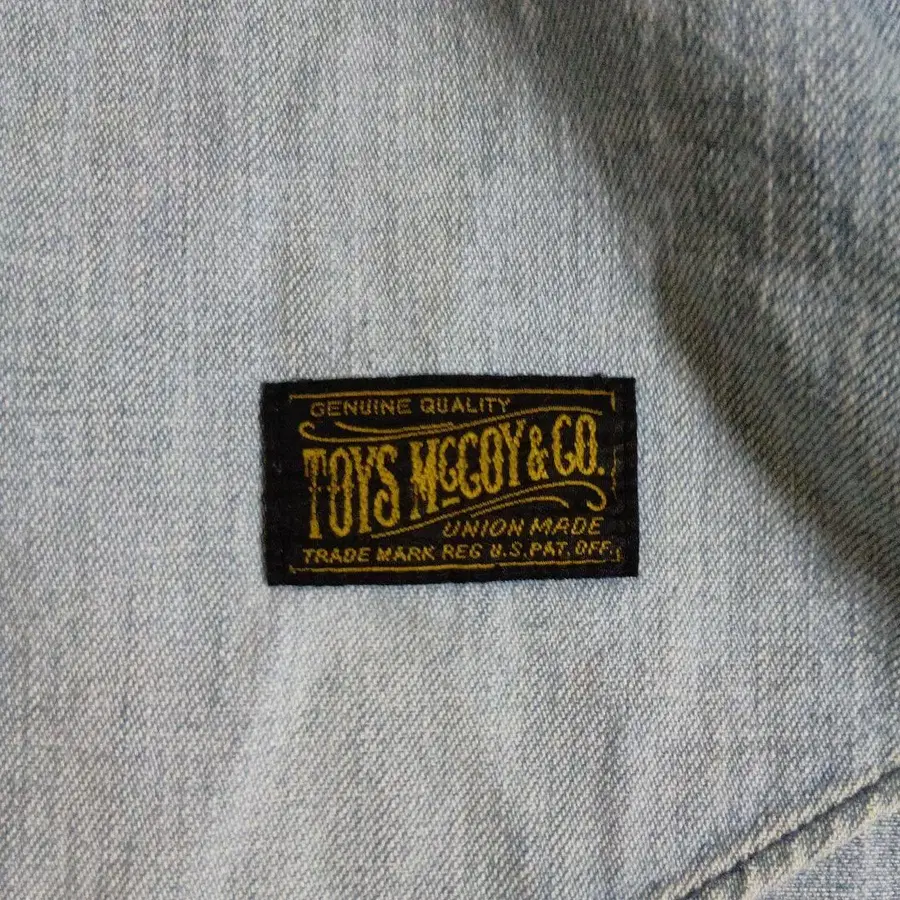 GENUINE QUALITY
TOYS McCOY & CO.
UNION MADE
TRADE MARK REG U.S. PAT. OFF.